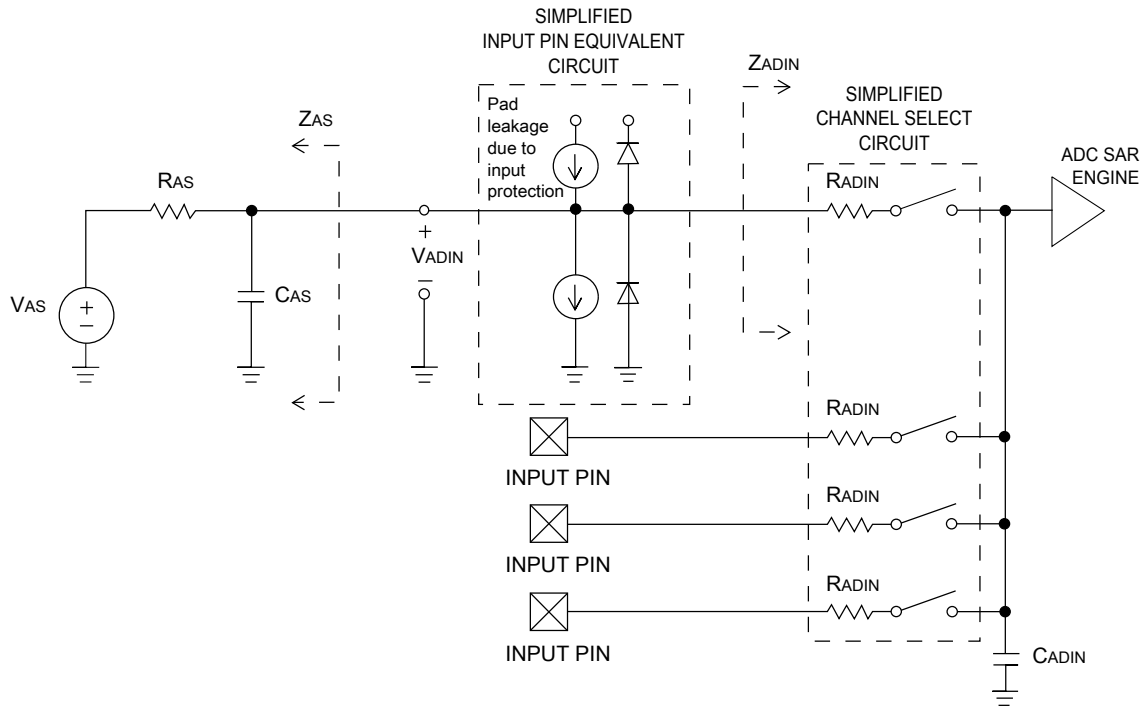 SIMPLIFIED
INPUT PIN EQUIVALENT
CIRCUIT
Pad
leakage
due to
input
protection
ZADIN
SIMPLIFIED
CHANNEL SELECT
CIRCUIT
ADC SAR
ENGINE
ZAS
RAS
RADIN
+
VADIN
–
VAS
+
–
CAS
RADIN
INPUT PIN
RADIN
INPUT PIN
RADIN
INPUT PIN
CADIN